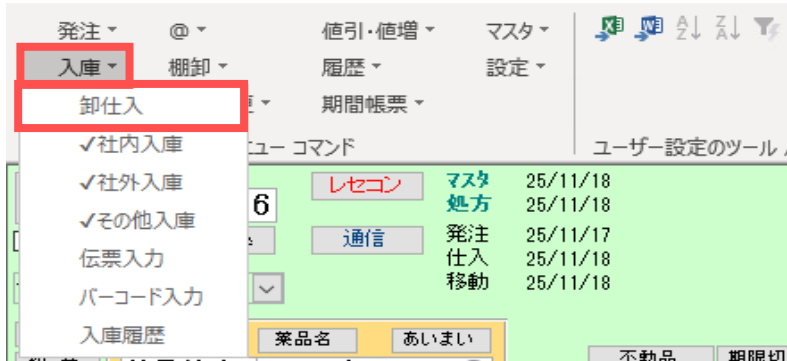 発注 @ 値引・値増 マスタ
入庫 棚卸 履歴 設定
卸仕入 期間帳票
✓社内入庫 コマンド ユーザー設定のツール
✓社外入庫 レセコン マスタ 25/11/18
6 処方 25/11/18
✓その他入庫 通信 発注 25/11/17
伝票入力 仕入 25/11/18
バーコード入力 移動 25/11/18
入庫履歴 薬品名 あいまい
不動品 期限切